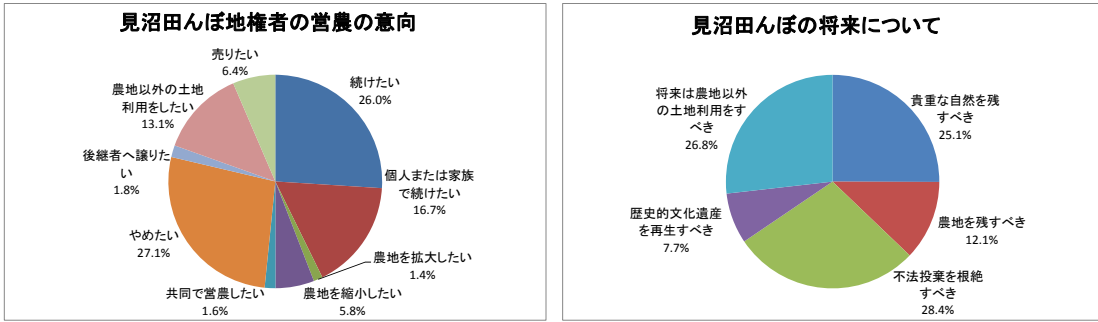 見沼田んぼ地権者の営農の意向
売りたい
6.4%
続けたい
26.0%
農地以外の土地
利用をしたい
13.1%
後継者へ譲りた
い
1.8%
個人または家族
で続けたい
16.7%
やめたい
27.1%
農地を拡大したい
1.4%
共同で営農したい
1.6%
農地を縮小したい
5.8%
見沼田んぼの将来について
将来は農地以外
の土地利用をす
べき
26.8%
貴重な自然を残
すべき
25.1%
歴史的文化遺産
を再生すべき
7.7%
農地を残すべき
12.1%
不法投棄を根絶
すべき
28.4%